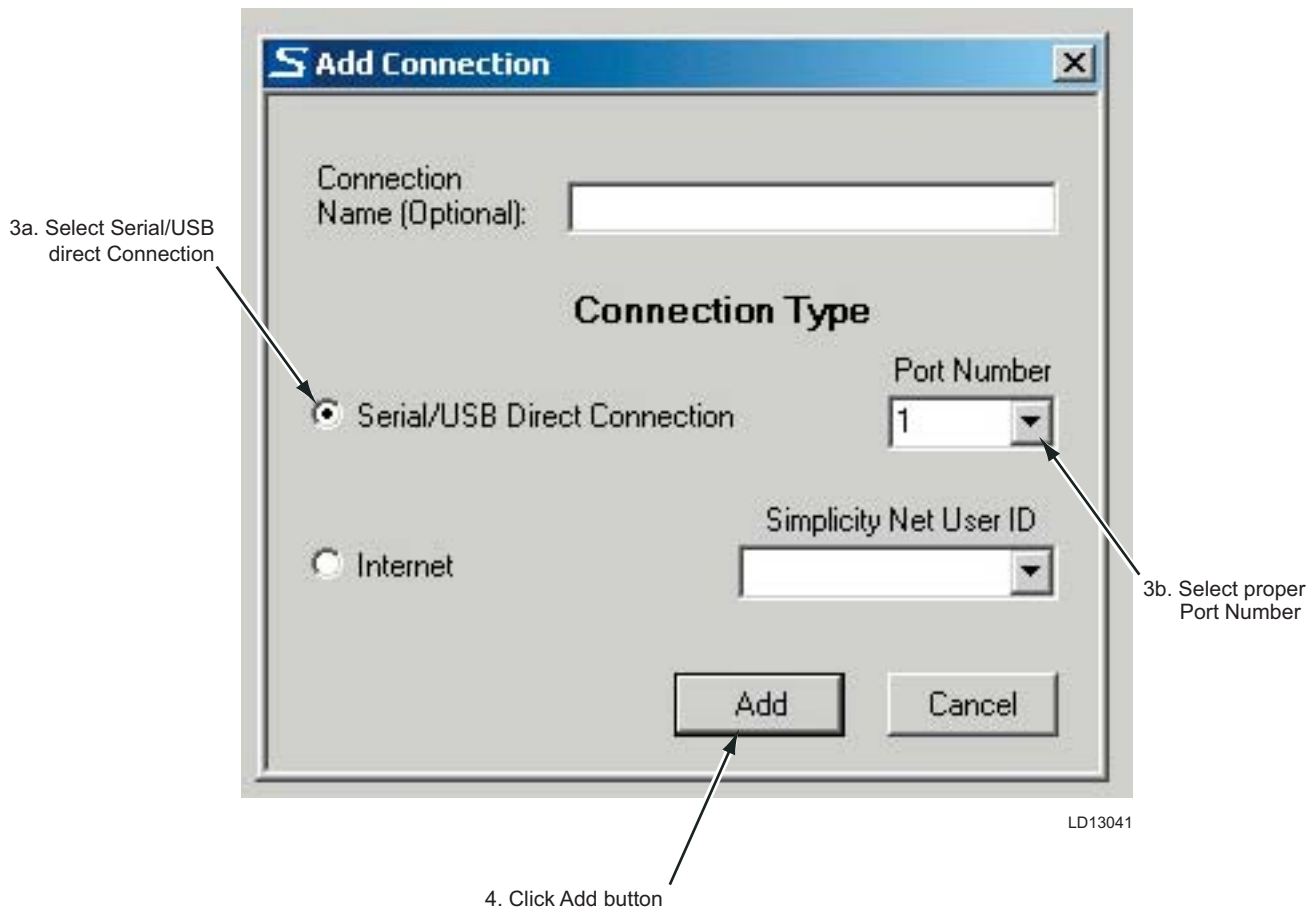 Add Connection
Connection
Name (Optional):
3a. Select Serial/USB
direct Connection
Connection Type
Port Number
Serial/USB Direct Connection
1
Simplicity Net User ID
Internet
3b. Select proper
Port Number
Add
Cancel
LD13041
4. Click Add button